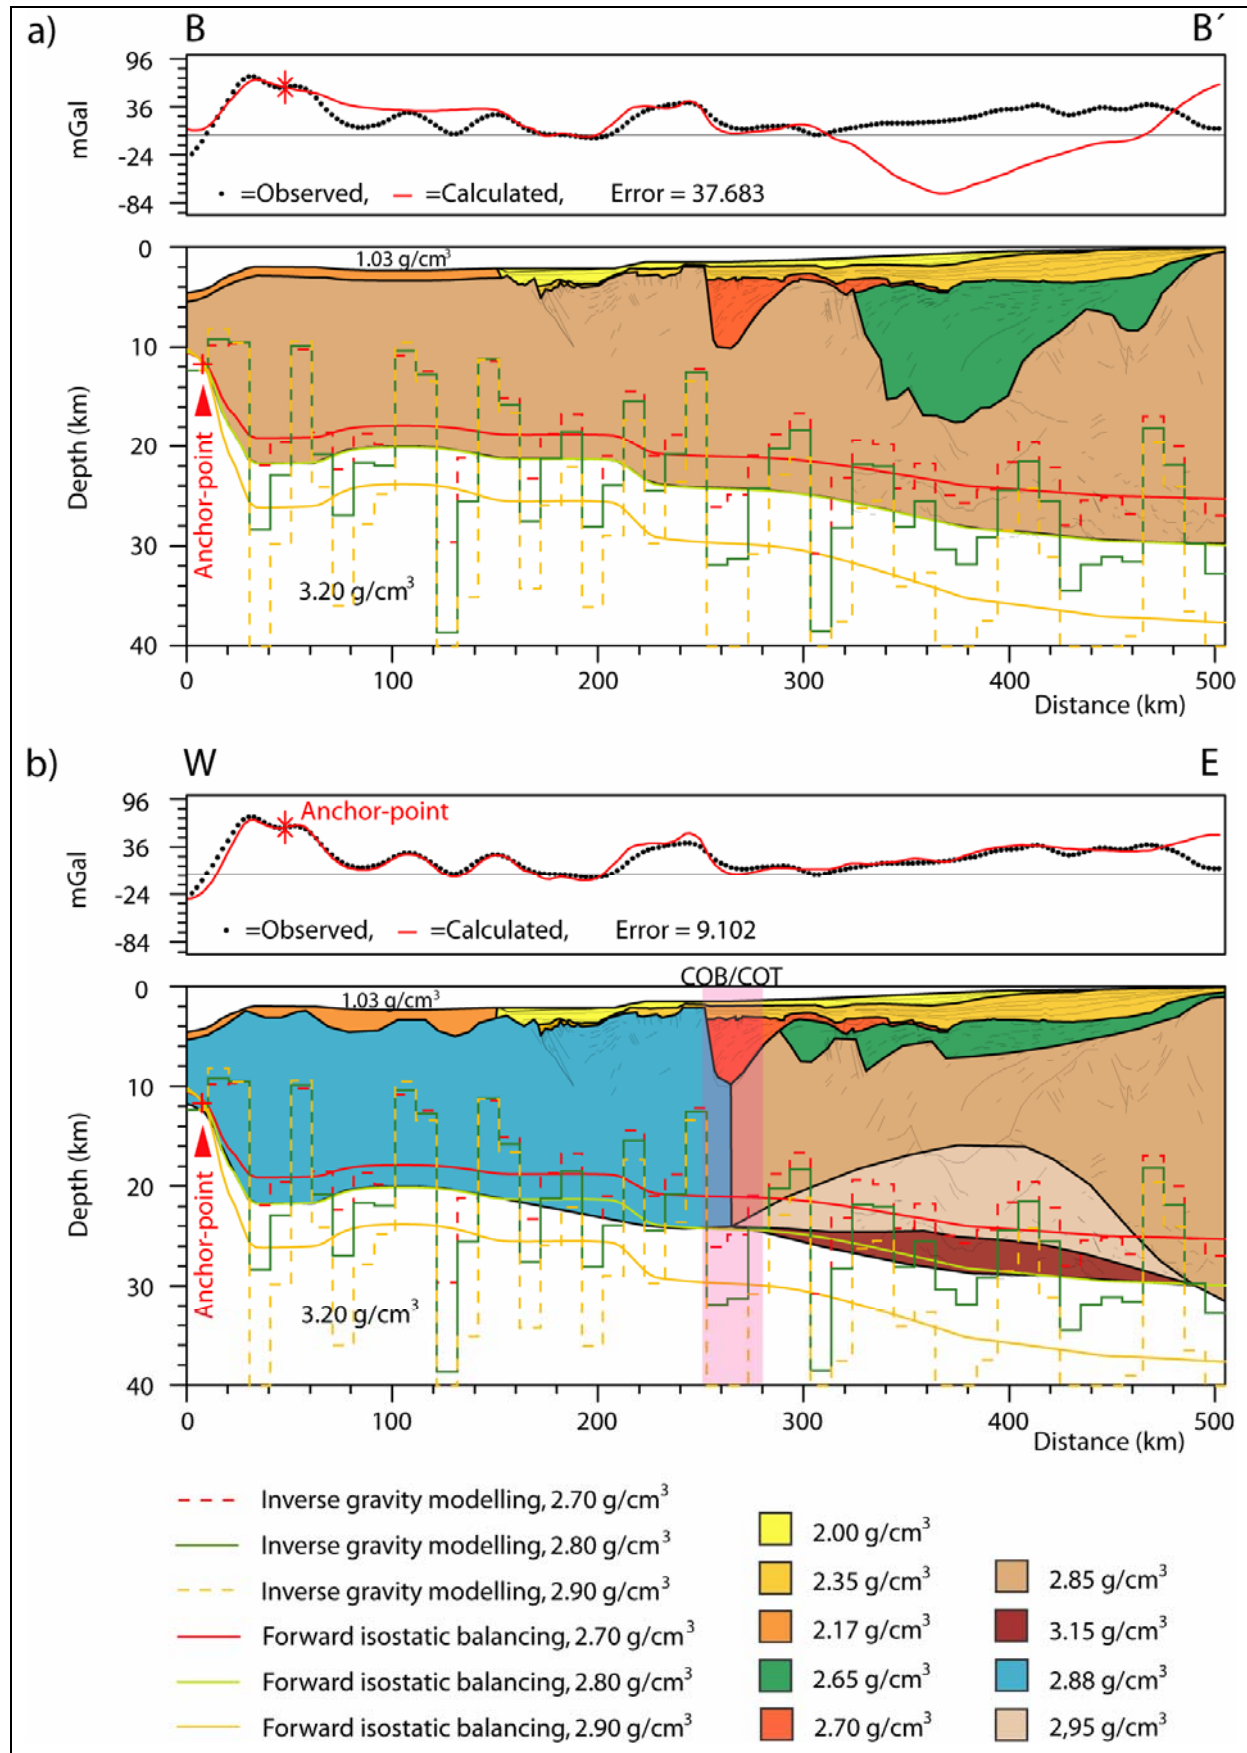 a)
B
B´
96
36
-24
-84
mGal
=Observed, =Calculated, Error = 37.683
0
10
20
30
40
Depth (km)
1.03 g/cm³
Anchor-point
3.20 g/cm³
0 100 200 300 400 500
Distance (km)
b)
W
E
96
36
-24
-84
mGal
Anchor-point
=Observed, =Calculated, Error = 9.102
COB/COT
0
10
20
30
40
Depth (km)
1.03 g/cm³
Anchor-point
3.20 g/cm³
0 100 200 300 400 500
Distance (km)
Inverse gravity modelling, 2.70 g/cm³
Inverse gravity modelling, 2.80 g/cm³
Inverse gravity modelling, 2.90 g/cm³
Forward isostatic balancing, 2.70 g/cm³
Forward isostatic balancing, 2.80 g/cm³
Forward isostatic balancing, 2.90 g/cm³
2.00 g/cm³
2.35 g/cm³
2.17 g/cm³
2.65 g/cm³
2.70 g/cm³
2.85 g/cm³
3.15 g/cm³
2.88 g/cm³
2,95 g/cm³